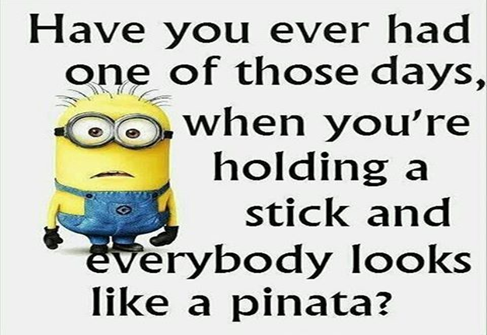 Have you ever had
one of those days,
when you're
holding a
stick and
everybody looks
like a pinata?